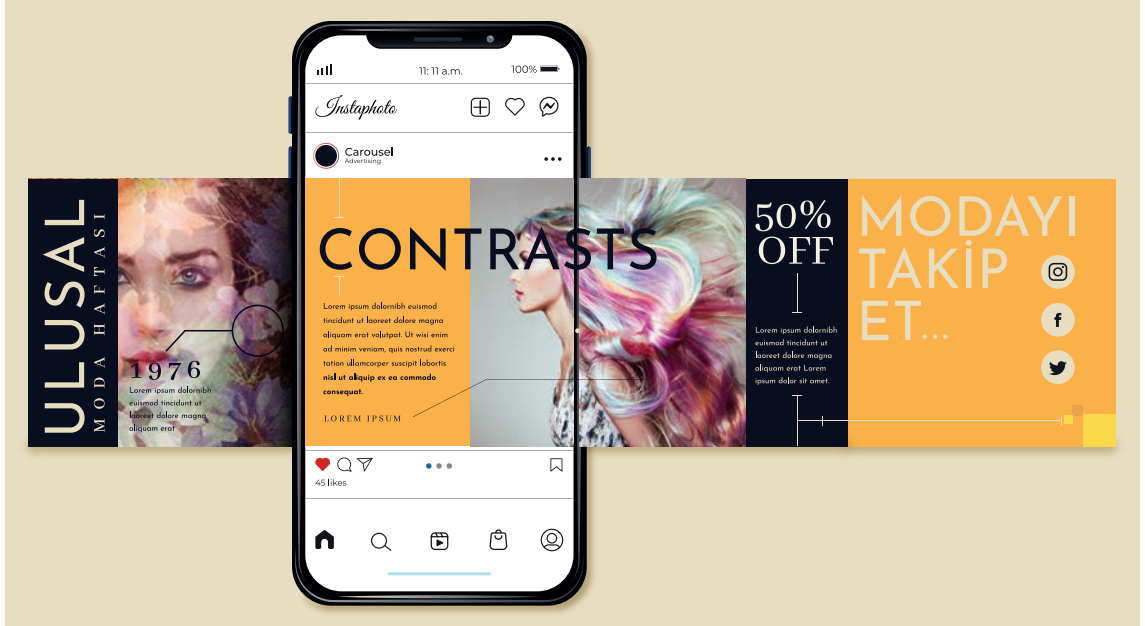 11:11 a.m.
100%
Instaphoto
Carousel
Advertising
ULUSAL
MODA HAFTASI
1976
Lorem ipsum dolornibh
euismod tincidunt ut
laoreet dolore magna
aliquam erat
CONTRASTS
Lorem ipsum dolornibh euismod
tincidunt ut laoreet dolore magna
aliquam erat volutpat. Ut wisi enim
ad minim veniam, quis nostrud exerci
tation ullamcorper suscipit lobortis
nisl ut aliquip ex ea commodo
consequat.
LOREM IPSUM
50%
OFF
Lorem ipsum dolornibh
euismod tincidunt ut
laoreet dolore magna
aliquam erat Lorem
ipsum dolor sit amet.
MODAYI
TAKİP
ET...
45 likes